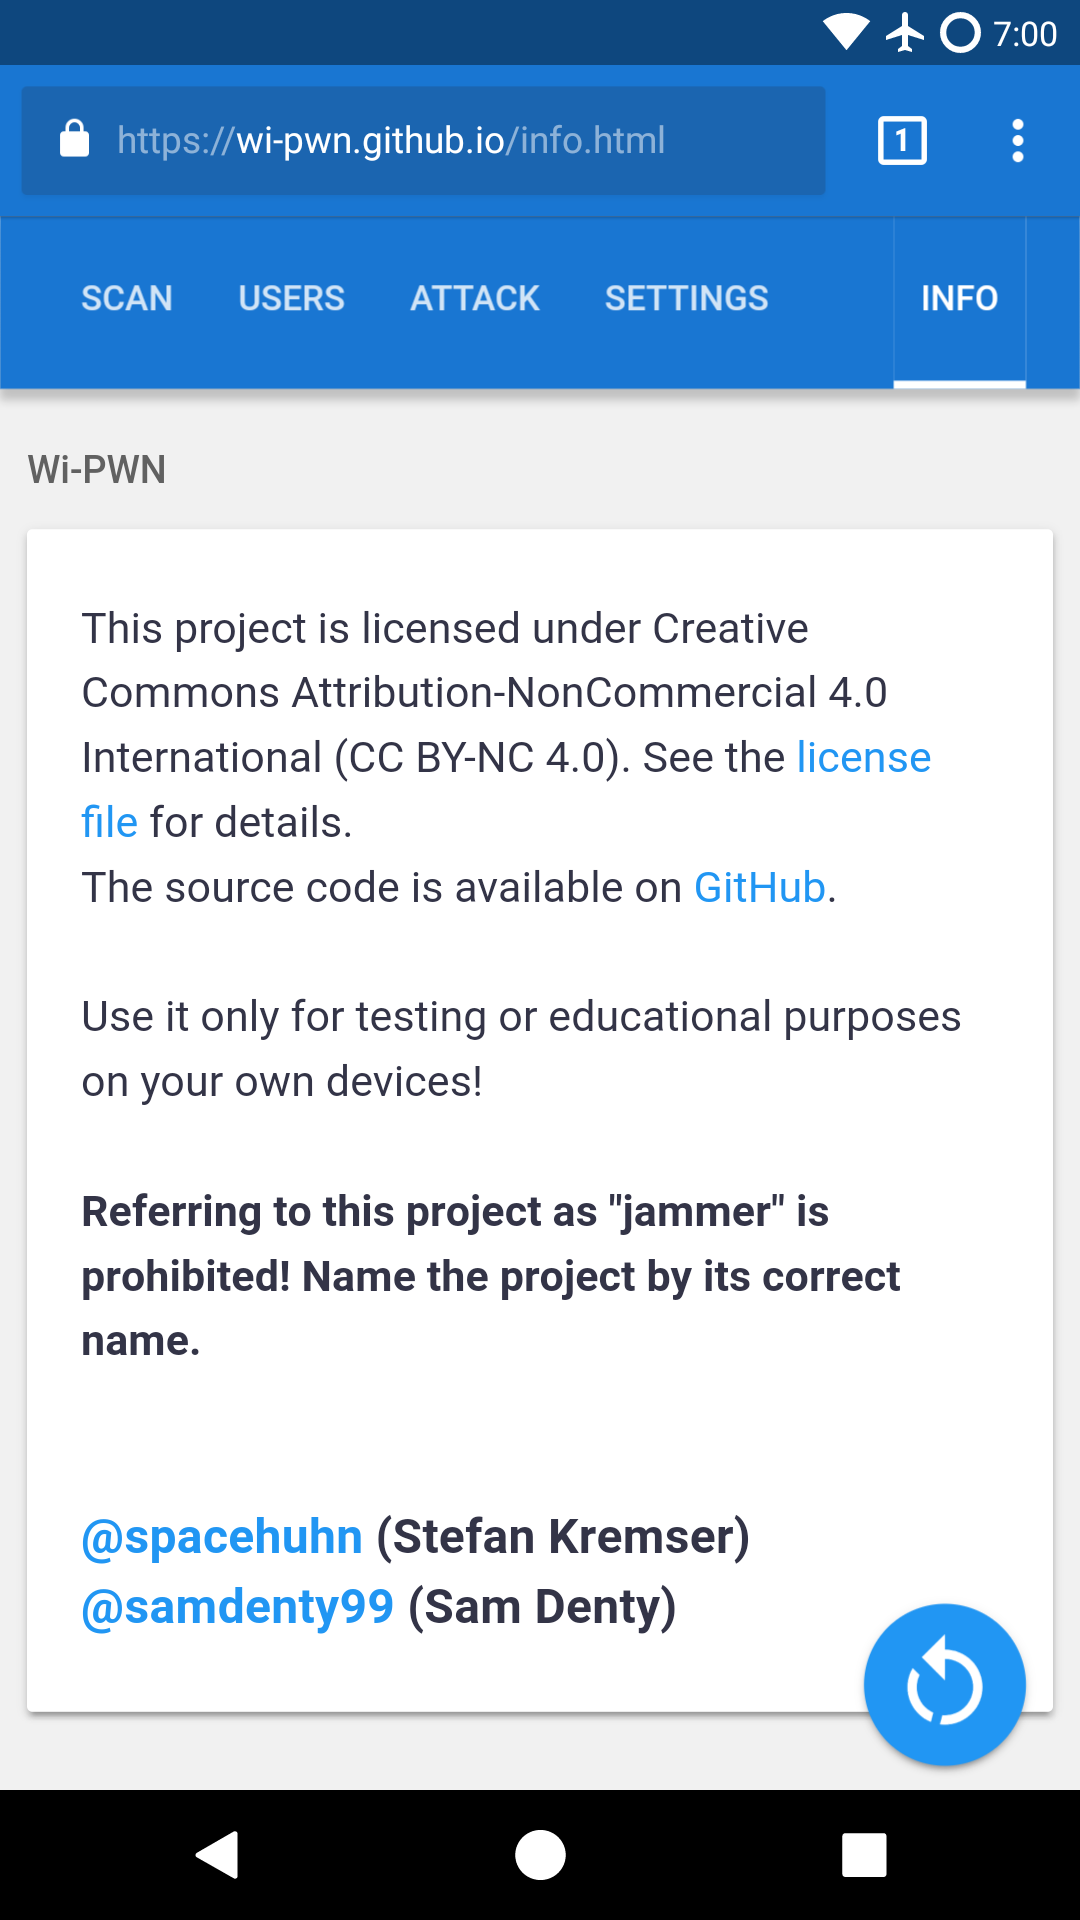 7:00
https://wi-pwn.github.io/info.html
1
SCAN USERS ATTACK SETTINGS INFO
Wi-PWN
This project is licensed under Creative
Commons Attribution-NonCommercial 4.0
International (CC BY-NC 4.0). See the license
file for details.
The source code is available on GitHub.
Use it only for testing or educational purposes
on your own devices!
Referring to this project as "jammer" is
prohibited! Name the project by its correct
name.
@spacehuhn (Stefan Kremser)
@samdenty99 (Sam Denty)